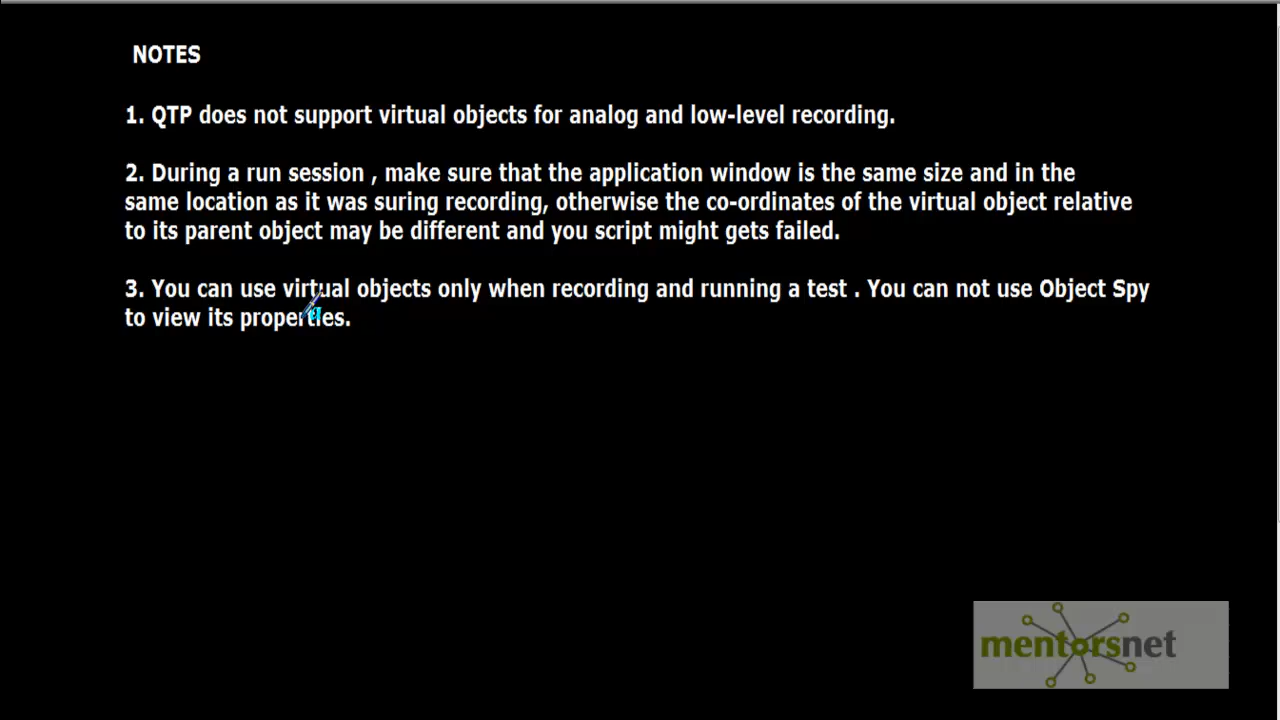 NOTES
1. QTP does not support virtual objects for analog and low-level recording.
2. During a run session , make sure that the application window is the same size and in the
same location as it was suring recording, otherwise the co-ordinates of the virtual object relative
to its parent object may be different and you script might gets failed.
3. You can use virtual objects only when recording and running a test . You can not use Object Spy
to view its properties.
mentorsnet